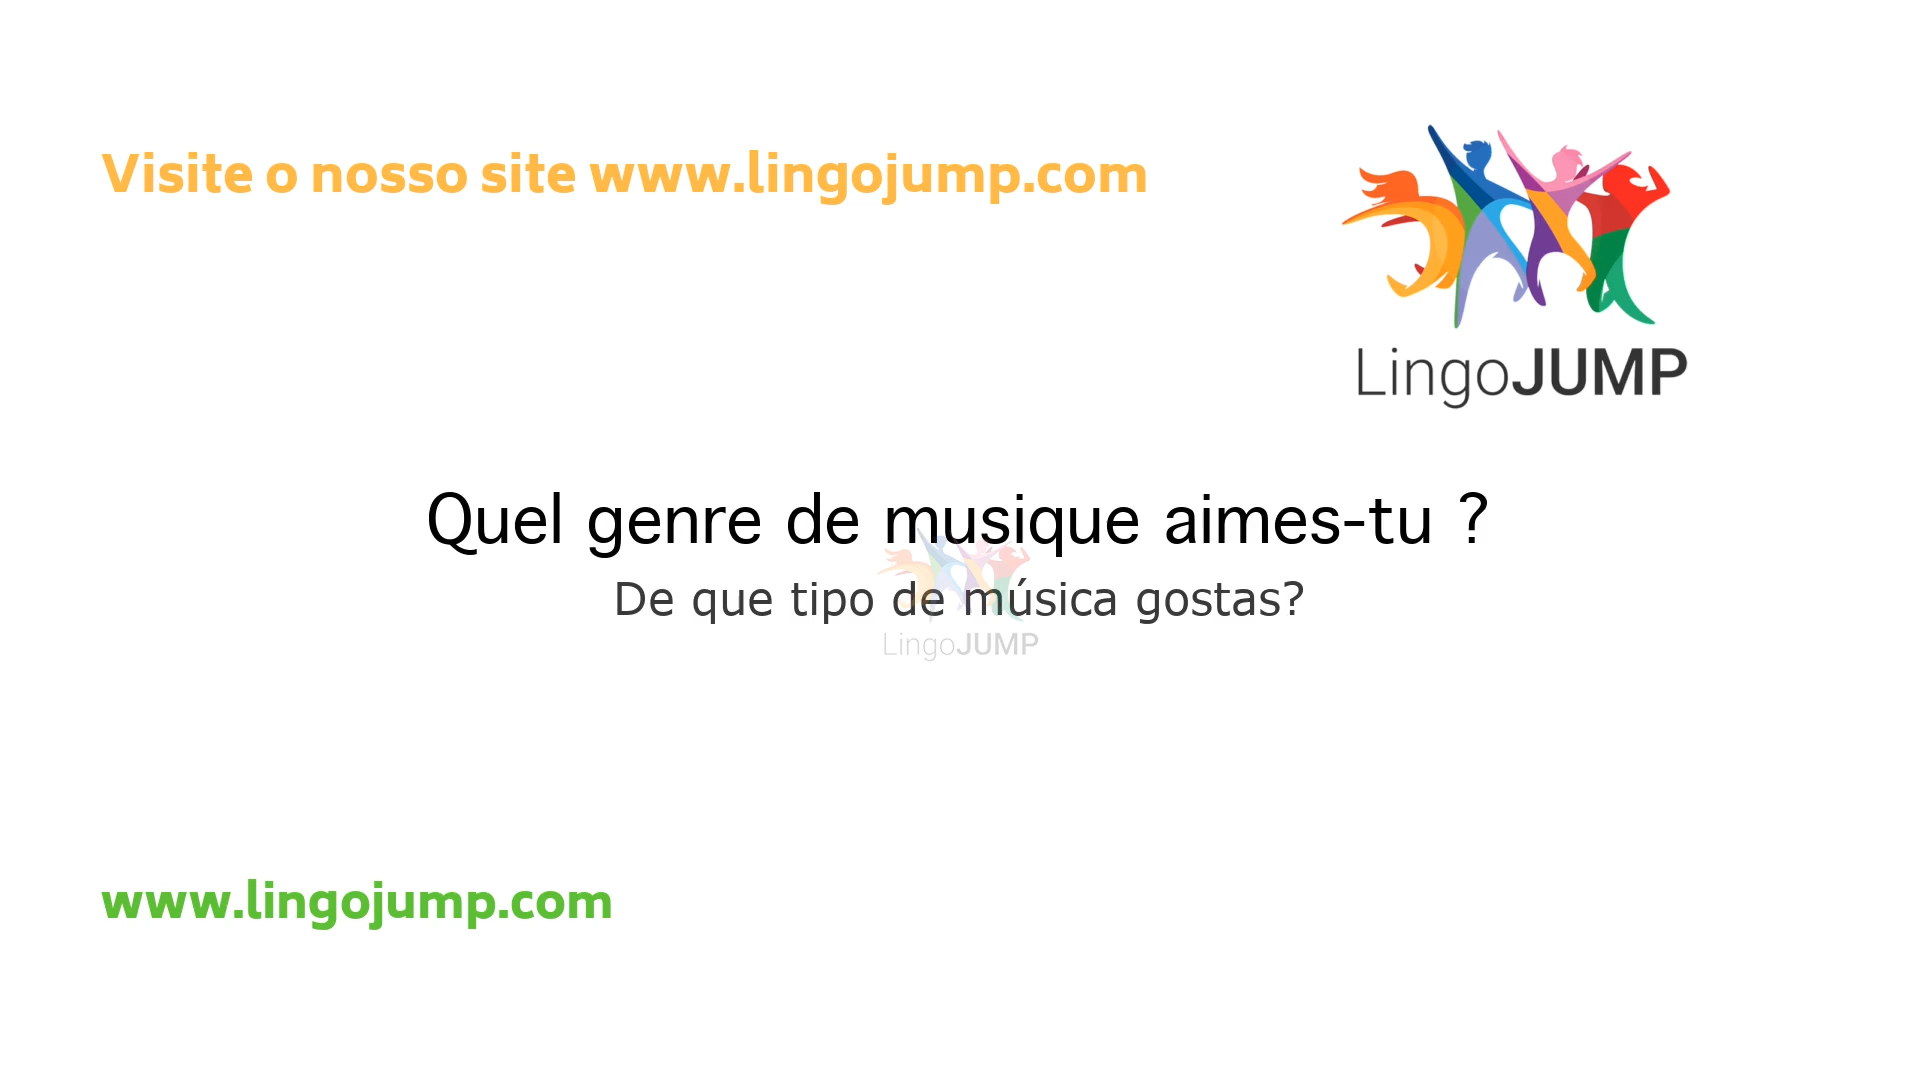 Visite o nosso site www.lingojump.com
LingoJUMP
Quel genre de musique aimes-tu ?
De que tipo de música gostas?
LingoJUMP
www.lingojump.com